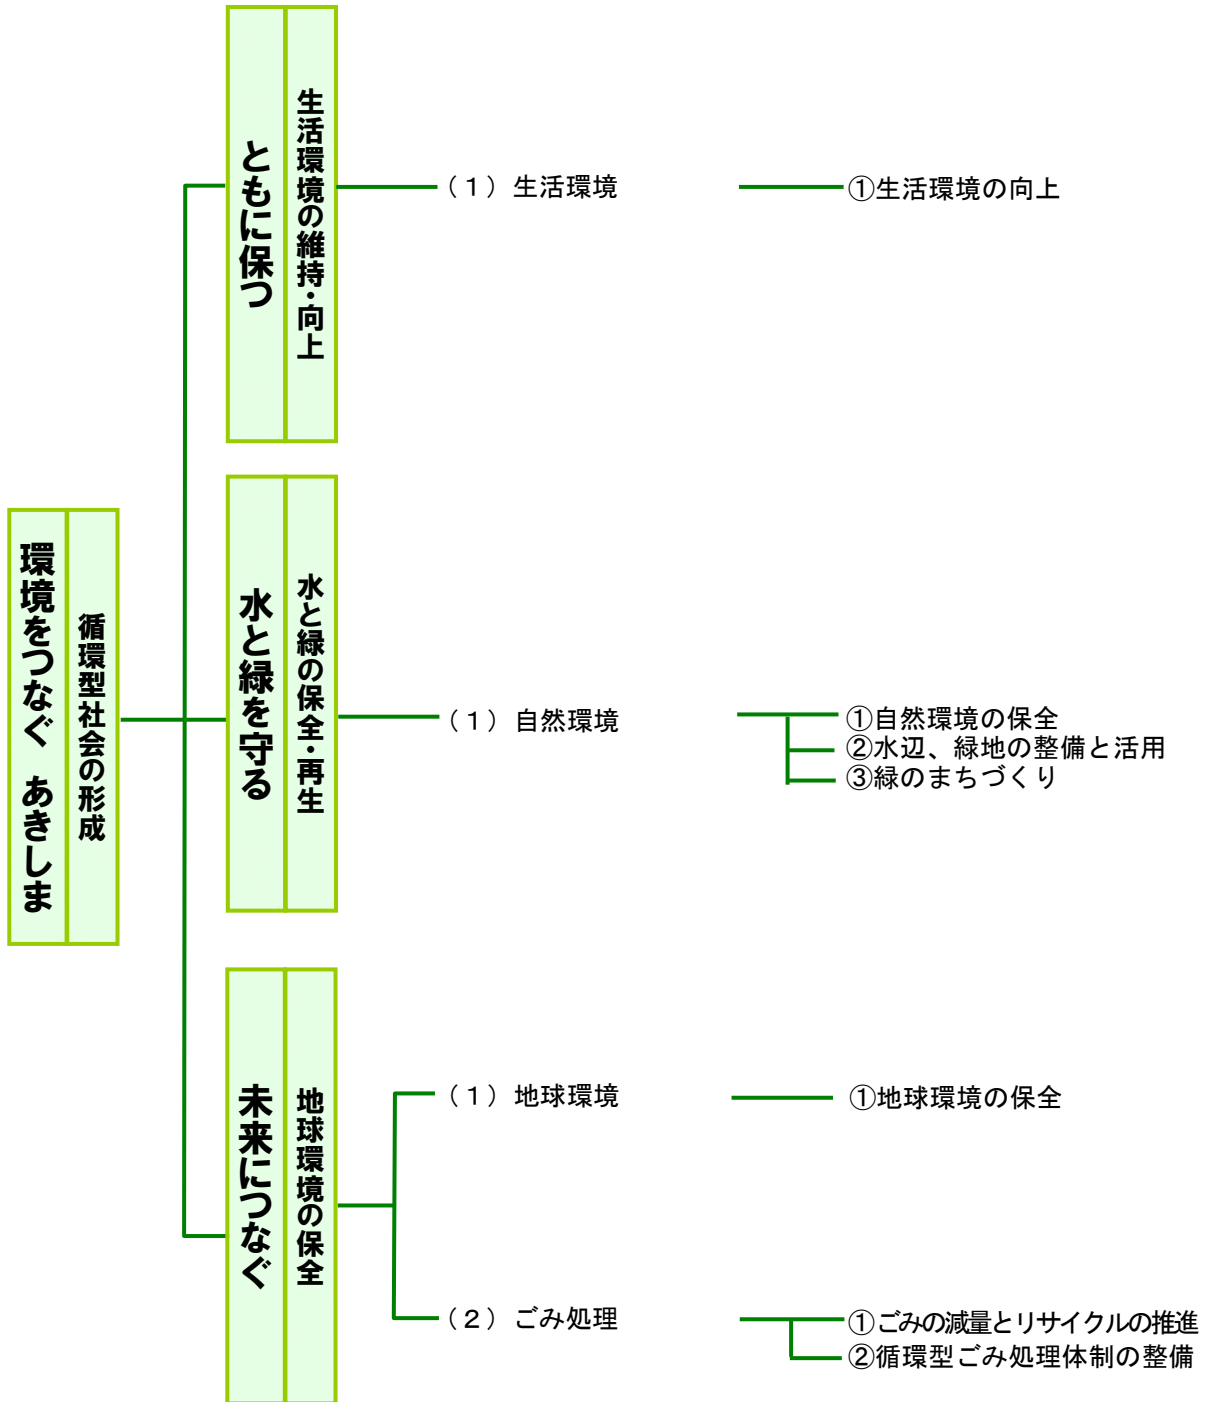 環境をつなぐ　あきしま
循環型社会の形成
ともに保つ
生活環境の維持・向上
（１）生活環境
①生活環境の向上
水と緑を守る
水と緑の保全・再生
（１）自然環境
①自然環境の保全
②水辺、緑地の整備と活用
③緑のまちづくり
未来につなぐ
地球環境の保全
（１）地球環境
①地球環境の保全
（２）ごみ処理
①ごみの減量とリサイクルの推進
②循環型ごみ処理体制の整備